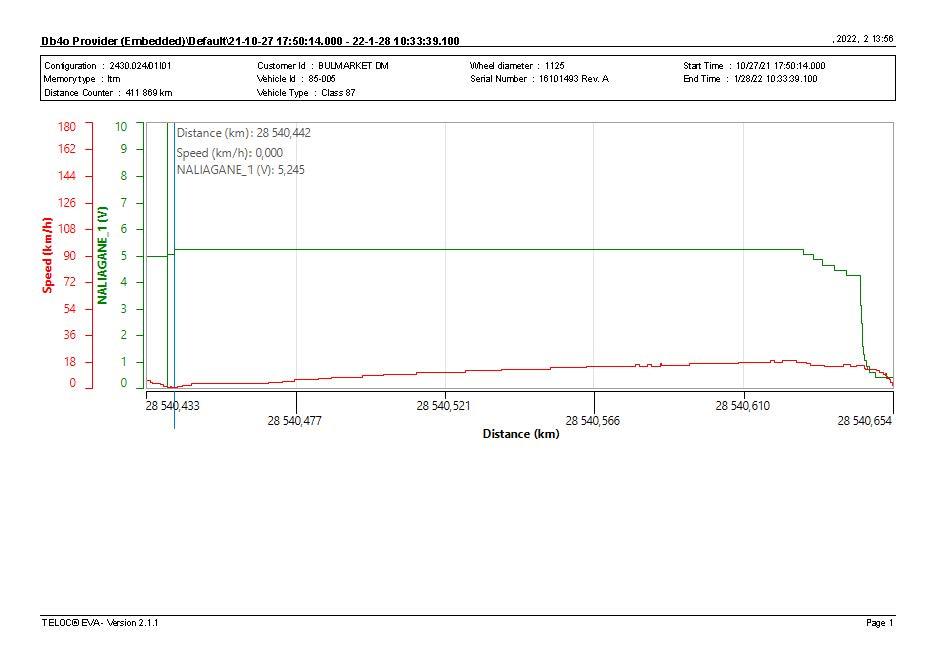 Db4o Provider (Embedded)\Default\21-10-27 17:50:14.000 - 22-1-28 10:33:39.100
, 2022, 2 13:56
Configuration : 2430.024/01/01
Customer Id : BULMARKET DM
Wheel diameter : 1125
Start Time : 10/27/21 17:50:14.000
Memory type : ltm
Vehicle Id : 85-005
Serial Number : 16101493 Rev. A
End Time : 1/28/22 10:33:39.100
Distance Counter : 411 869 km
Vehicle Type : Class 87
Speed (km/h)
180
162
144
126
108
90
72
54
36
18
0
NALIAGANE_1 (V)
10
9
8
7
6
5
4
3
2
1
0
Distance (km): 28 540,442
Speed (km/h): 0,000
NALIAGANE_1 (V): 5,245
28 540,433
28 540,477
28 540,521
28 540,566
28 540,610
28 540,654
Distance (km)
TELOC® EVA - Version 2.1.1
Page 1